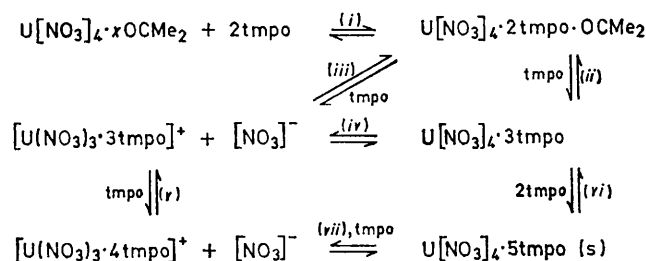 U[NO₃]₄·xOCMe₂ + 2tmpo (i) U[NO₃]₄·2tmpo·OCMe₂
(iii) tmpo tmpo (ii)
[U(NO₃)₃·3tmpo]⁺ + [NO₃]⁻ (iv) U[NO₃]₄·3tmpo
tmpo (v) 2tmpo (vi)
[U(NO₃)₃·4tmpo]⁺ + [NO₃]⁻ (vii), tmpo U[NO₃]₄·5tmpo (s)